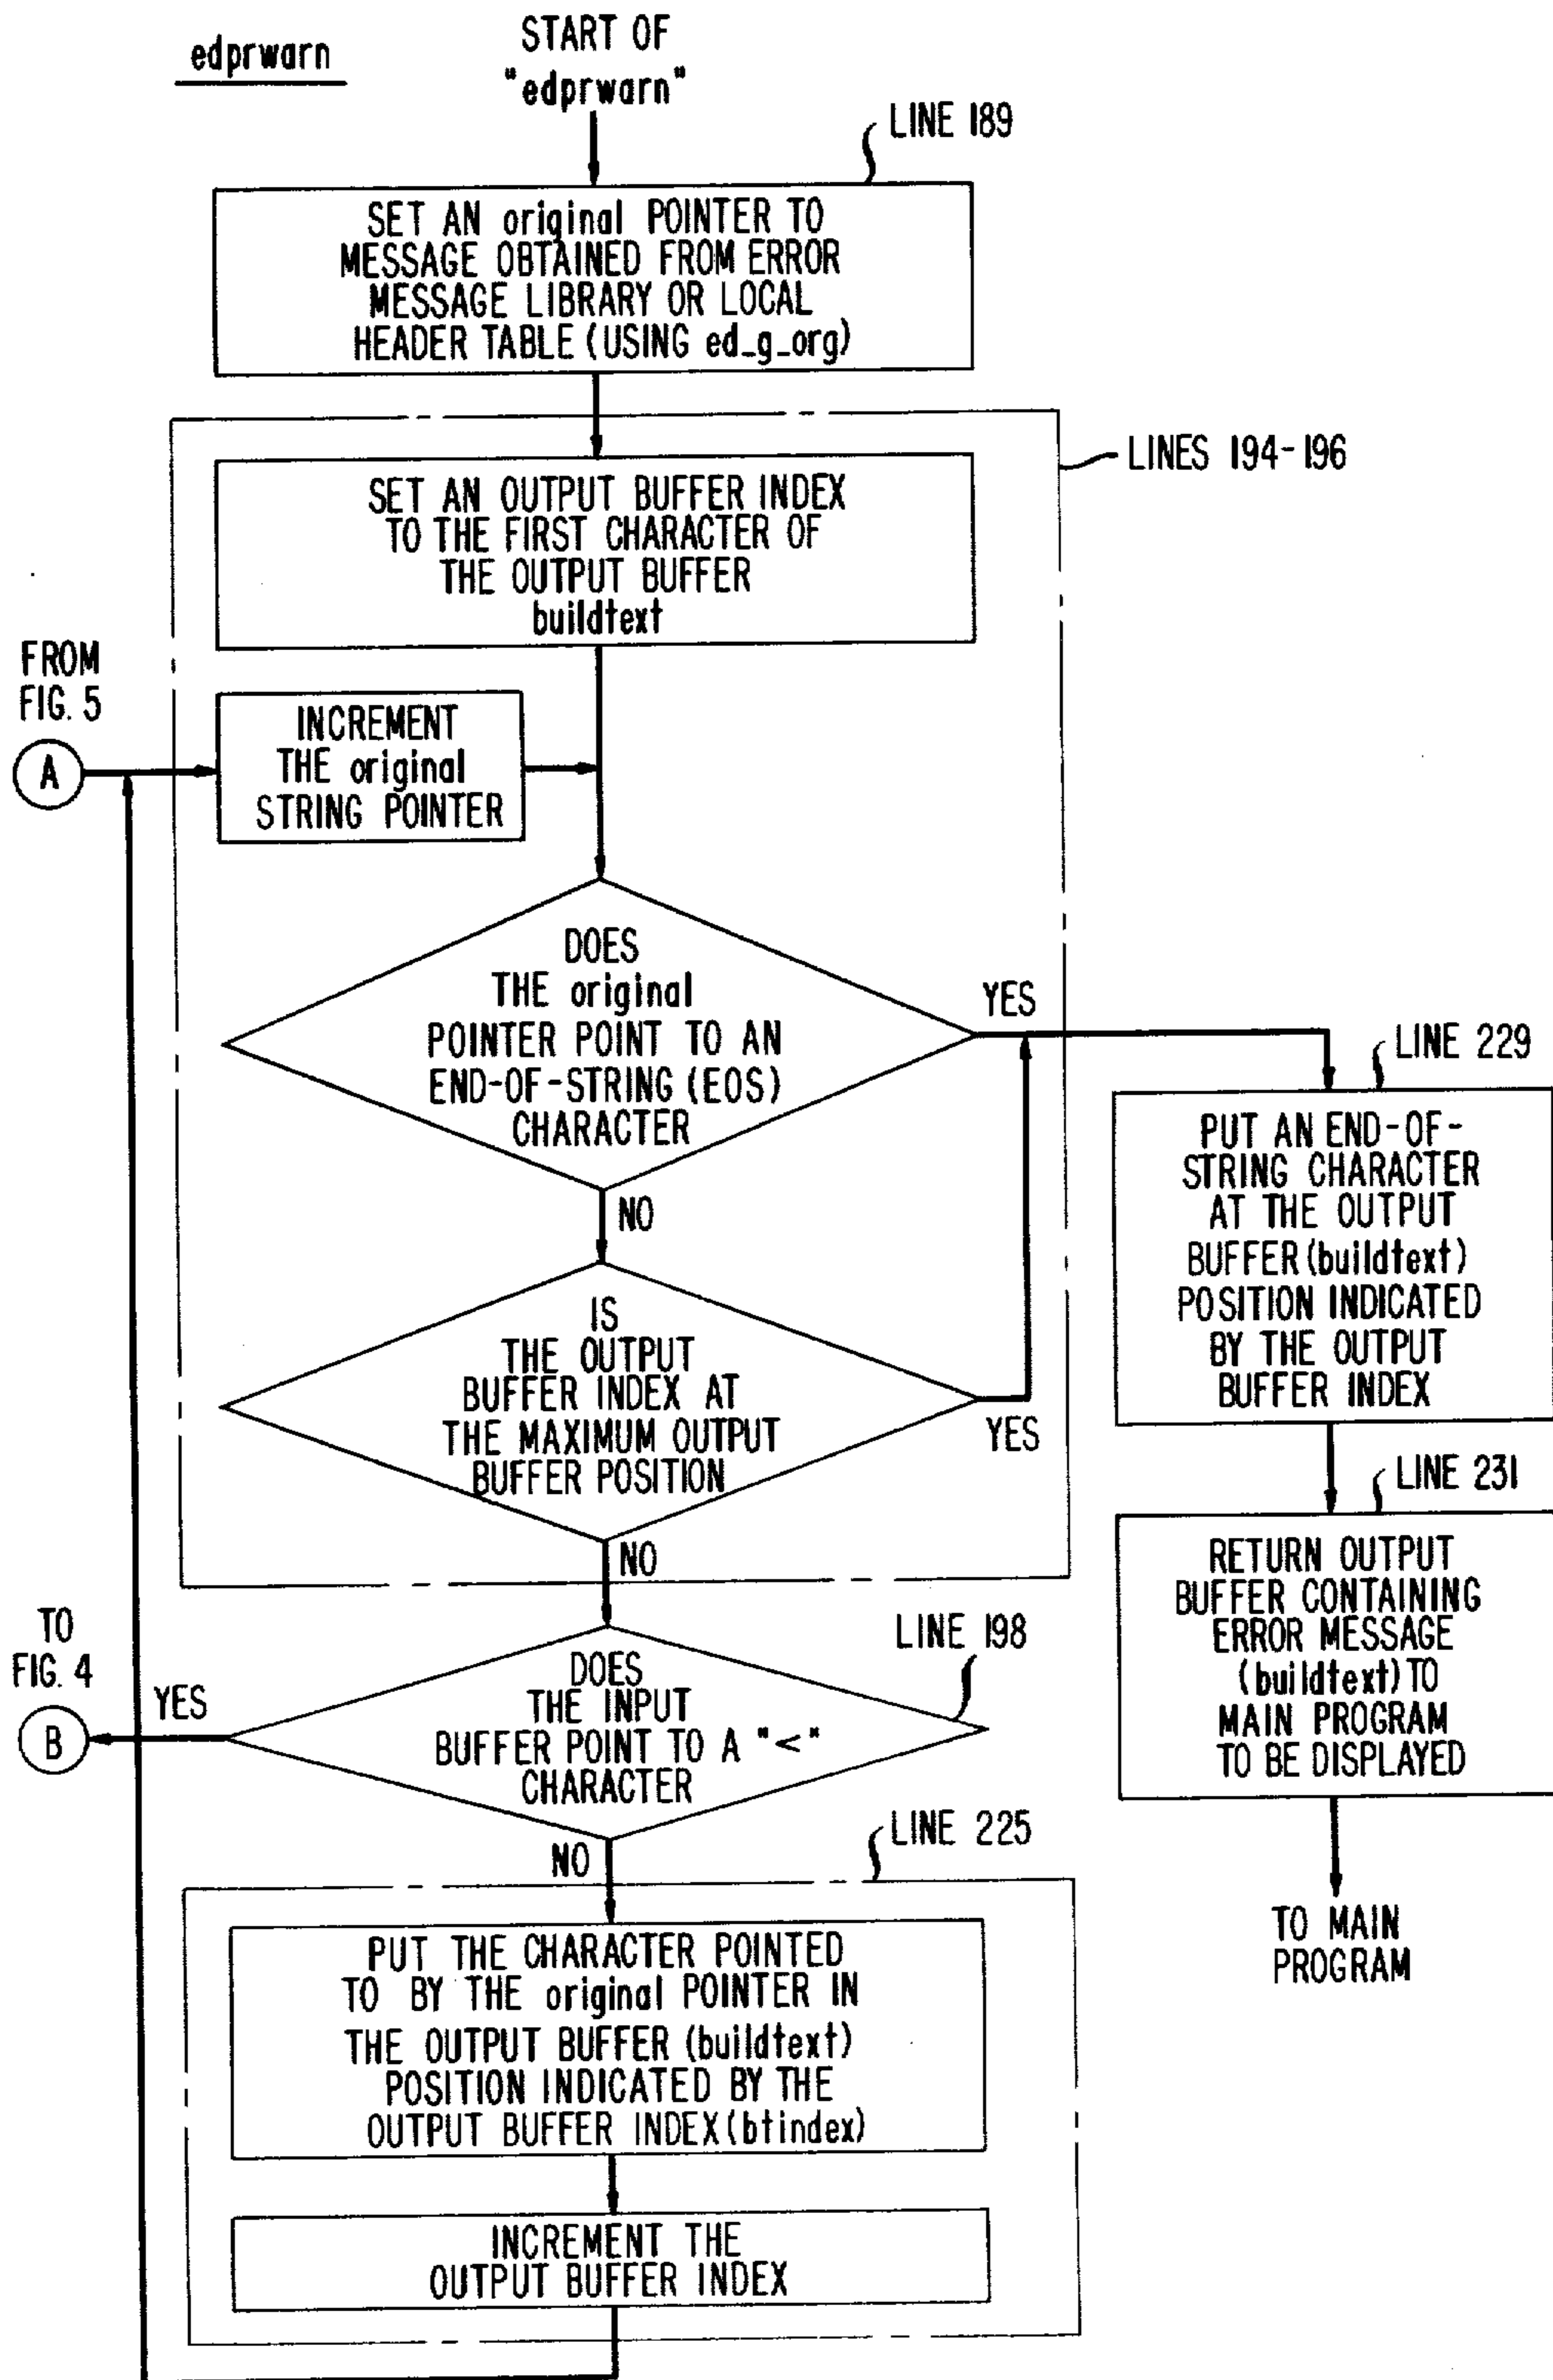 edprwarn
START OF
"edprwarn"
LINE 189
SET AN original POINTER TO
MESSAGE OBTAINED FROM ERROR
MESSAGE LIBRARY OR LOCAL
HEADER TABLE (USING ed_g_org)
LINES 194-196
SET AN OUTPUT BUFFER INDEX
TO THE FIRST CHARACTER OF
THE OUTPUT BUFFER
buildtext
FROM
FIG. 5
A
INCREMENT
THE original
STRING POINTER
DOES
THE original
POINTER POINT TO AN
END-OF-STRING (EOS)
CHARACTER
YES
NO
LINE 229
PUT AN END-OF-
STRING CHARACTER
AT THE OUTPUT
BUFFER (buildtext)
POSITION INDICATED
BY THE OUTPUT
BUFFER INDEX
IS
THE OUTPUT
BUFFER INDEX AT
THE MAXIMUM OUTPUT
BUFFER POSITION
YES
NO
LINE 231
RETURN OUTPUT
BUFFER CONTAINING
ERROR MESSAGE
(buildtext) TO
MAIN PROGRAM
TO BE DISPLAYED
TO MAIN
PROGRAM
TO
FIG. 4
B
YES
LINE 198
DOES
THE INPUT
BUFFER POINT TO A "<"
CHARACTER
NO
LINE 225
PUT THE CHARACTER POINTED
TO BY THE original POINTER IN
THE OUTPUT BUFFER (buildtext)
POSITION INDICATED BY THE
OUTPUT BUFFER INDEX (btindex)
INCREMENT THE
OUTPUT BUFFER INDEX